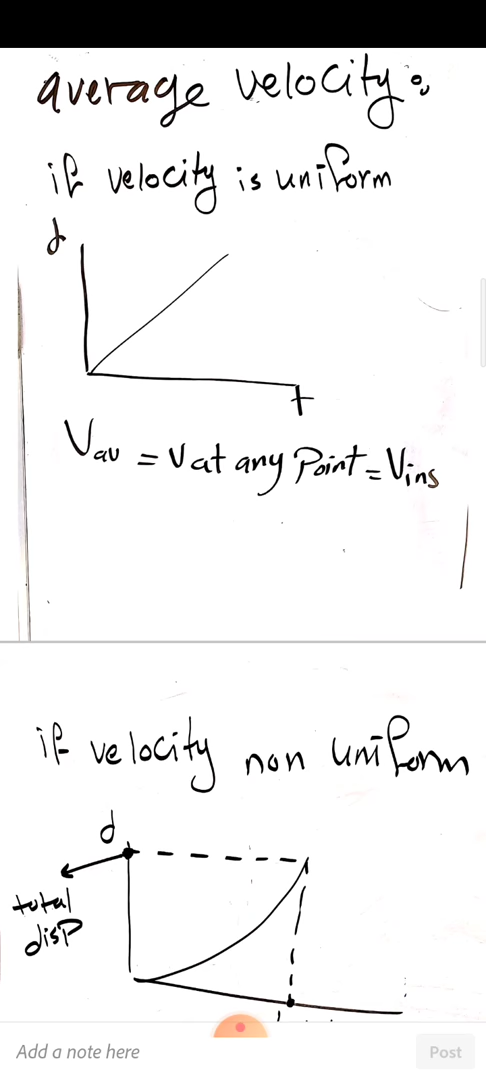 average velocity:
if velocity is uniform
d
t
Vav = V at any Point = Vins
if velocity non uniform
d
total
disp
Add a note here
Post